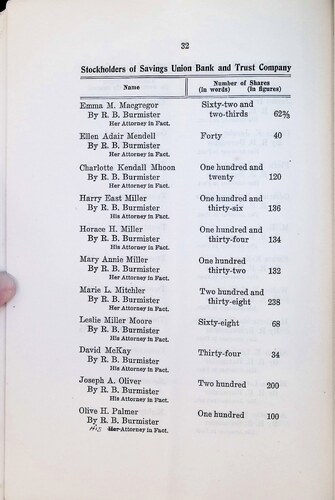 32
Stockholders of Savings Union Bank and Trust Company
Name Number of Shares
(in words) (in figures)
Emma M. Macgregor Sixty-two and
By R. B. Burmister two-thirds 62⅔
Her Attorney in Fact.
Ellen Adair Mendell Forty 40
By R. B. Burmister
Her Attorney in Fact.
Charlotte Kendall Mhoon One hundred and
By R. B. Burmister twenty 120
Her Attorney in Fact.
Harry East Miller One hundred and
By R. B. Burmister thirty-six 136
His Attorney in Fact.
Horace H. Miller One hundred and
By R. B. Burmister thirty-four 134
His Attorney in Fact.
Mary Annie Miller One hundred
By R. B. Burmister thirty-two 132
Her Attorney in Fact.
Marie L. Mitchler Two hundred and
By R. B. Burmister thirty-eight 238
Her Attorney in Fact.
Leslie Miller Moore Sixty-eight 68
By R. B. Burmister
His Attorney in Fact.
David McKay Thirty-four 34
By R. B. Burmister
His Attorney in Fact.
Joseph A. Oliver Two hundred 200
By R. B. Burmister
His Attorney in Fact.
Olive H. Palmer One hundred 100
By R. B. Burmister
His Her Attorney in Fact.